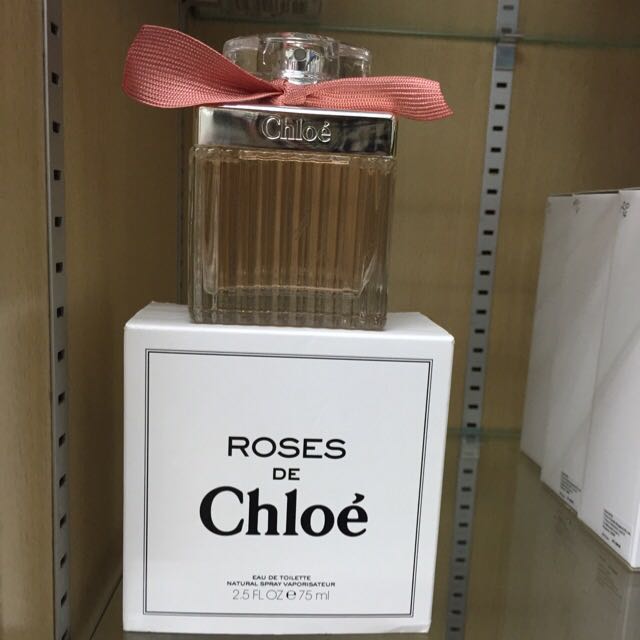 Chloé
ROSES
DE
Chloé
EAU DE TOILETTE
NATURAL SPRAY VAPORISATEUR
2.5 FL OZ ℮ 75 ml